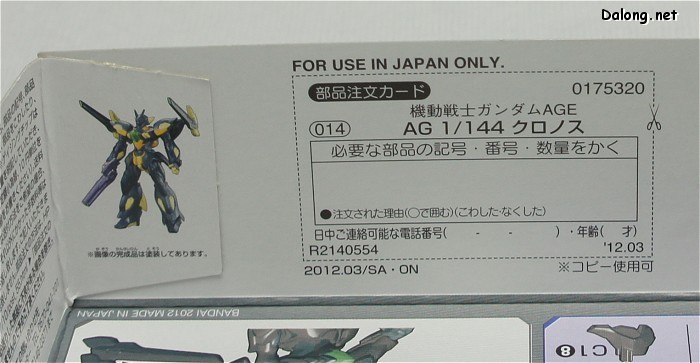 Dalong.net
FOR USE IN JAPAN ONLY.
部品注文カード 0175320
機動戦士ガンダムAGE
014 AG 1/144 クロノス
必要な部品の記号・番号・数量をかく
●注文された理由(○で囲む)(こわした・なくした)
日中ご連絡可能な電話番号( - - )・年齢( 才)
R2140554 '12.03
2012.03/SA・ON ※コピー使用可
※画像の完成品は塗装してあります。
BANDAI 2012 MADE IN JAPAN
C1 8